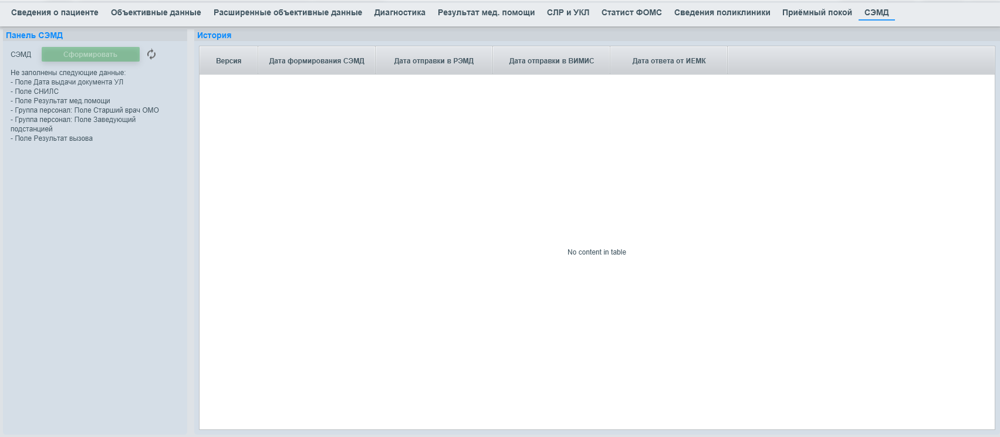 Сведения о пациенте Объективные данные Расширенные объективные данные Диагностика Результат мед. помощи СЛР и УКЛ Статист ФОМС Сведения поликлиники Приёмный покой СЭМД
Панель СЭМД
СЭМД Сформировать
Не заполнены следующие данные:
- Поле Дата выдачи документа УЛ
- Поле СНИЛС
- Поле Результат мед.помощи
- Группа персонал: Поле Старший врач ОМО
- Группа персонал: Поле Заведующий
подстанцией
- Поле Результат вызова
История
Версия Дата формирования СЭМД Дата отправки в РЭМД Дата отправки в ВИМИС Дата ответа от ИЕМК
No content in table